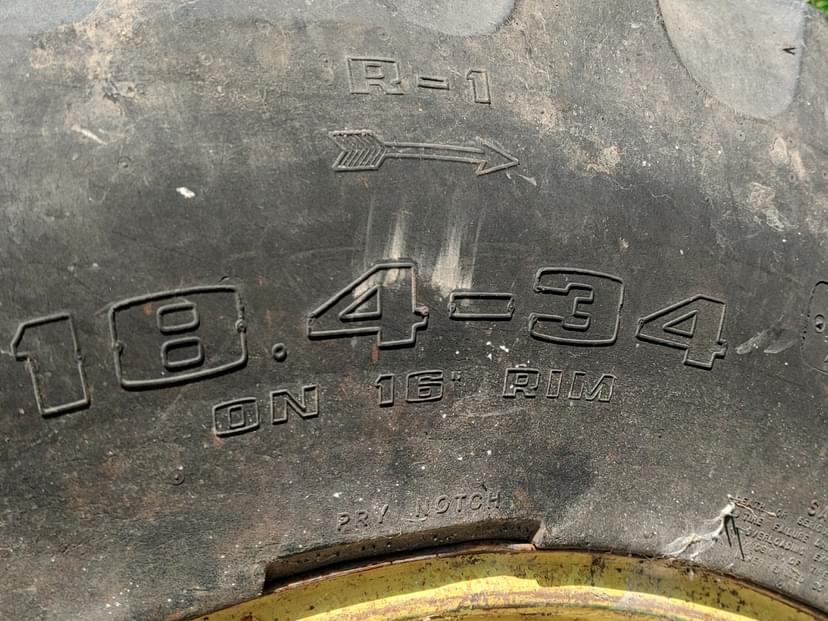 R-1
18.4-34
ON 16" RIM
PRY NOTCH